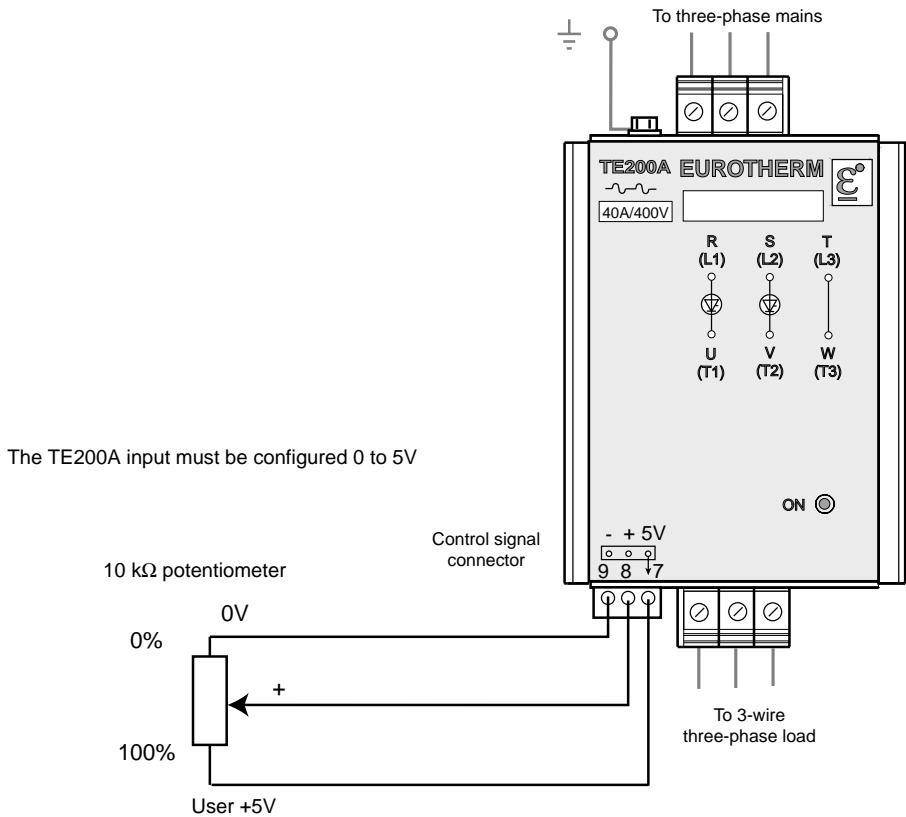 To three-phase mains
TE200A EUROTHERM
40A/400V
R S T
(L1) (L2) (L3)
U V W
(T1) (T2) (T3)
The TE200A input must be configured 0 to 5V
ON
Control signal
connector
- + 5V
9 8 7
10 kΩ potentiometer
0V
0%
+
100%
User +5V
To 3-wire
three-phase load